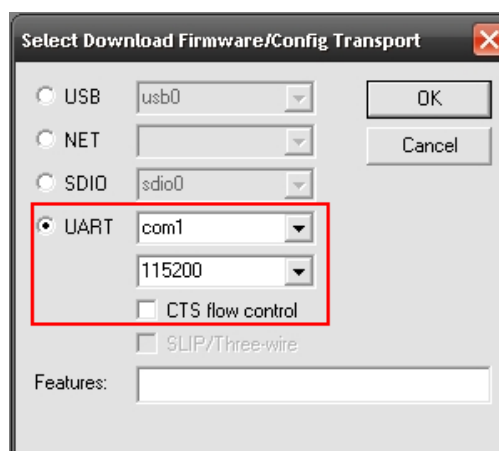 Select Download Firmware/Config Transport
USB usb0 OK
NET Cancel
SDIO sdio0
UART com1
115200
CTS flow control
SLIP/Three-wire
Features: